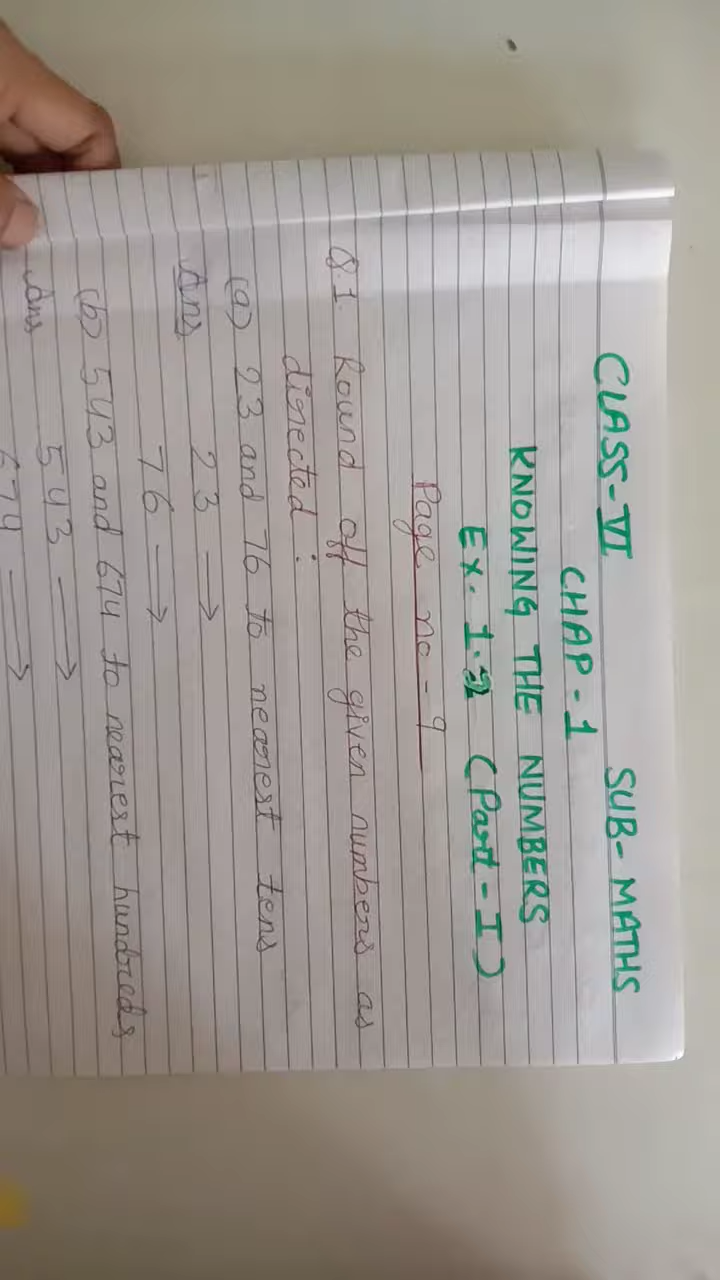 CLASS-VI SUB-MATHS
CHAP-1
KNOWING THE NUMBERS
EX. 1.2 (Part-I)
Page no-9
Q.1. Round off the given numbers as
directed:
(a) 23 and 76 to nearest tens
Ans 23 →
76 →
(b) 543 and 674 to nearest hundreds
Ans 543 →
674 →